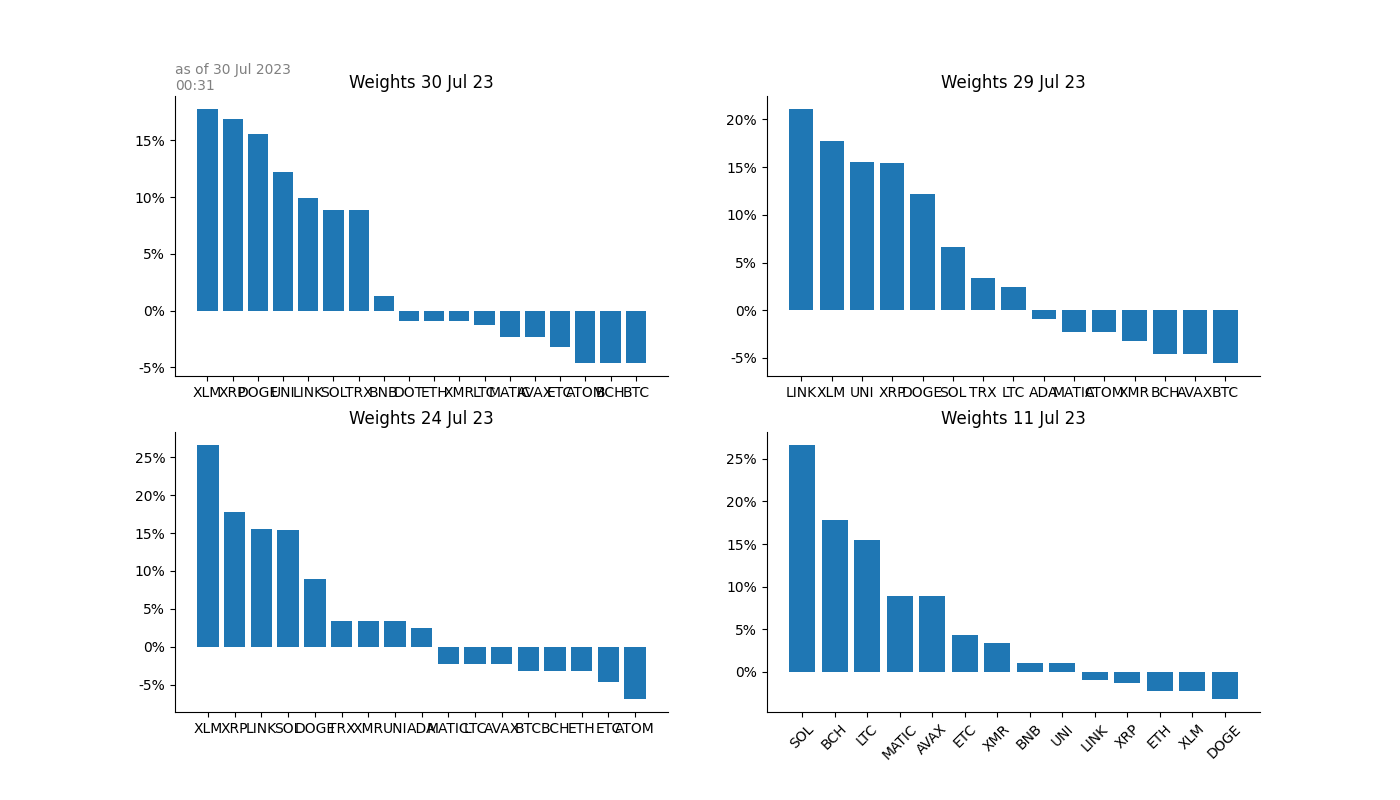 as of 30 Jul 2023
00:31
Weights 30 Jul 23
15%
10%
5%
0%
-5%
XLM XRP DOGE UNI LINK SOL TRX BNB DOT ETH XMR LTC MATIC AVAX ETC ATOM BCH BTC
Weights 29 Jul 23
20%
15%
10%
5%
0%
-5%
LINK XLM UNI XRP DOGE SOL TRX LTC ADA MATIC ATOM XMR BCH AVAX BTC
Weights 24 Jul 23
25%
20%
15%
10%
5%
0%
-5%
XLM XRP LINK SOL DOGE TRX XMR UNI ADA MATIC LTC AVAX BTC BCH ETH ETC ATOM
Weights 11 Jul 23
25%
20%
15%
10%
5%
0%
SOL BCH LTC MATIC AVAX ETC XMR BNB UNI LINK XRP ETH XLM DOGE